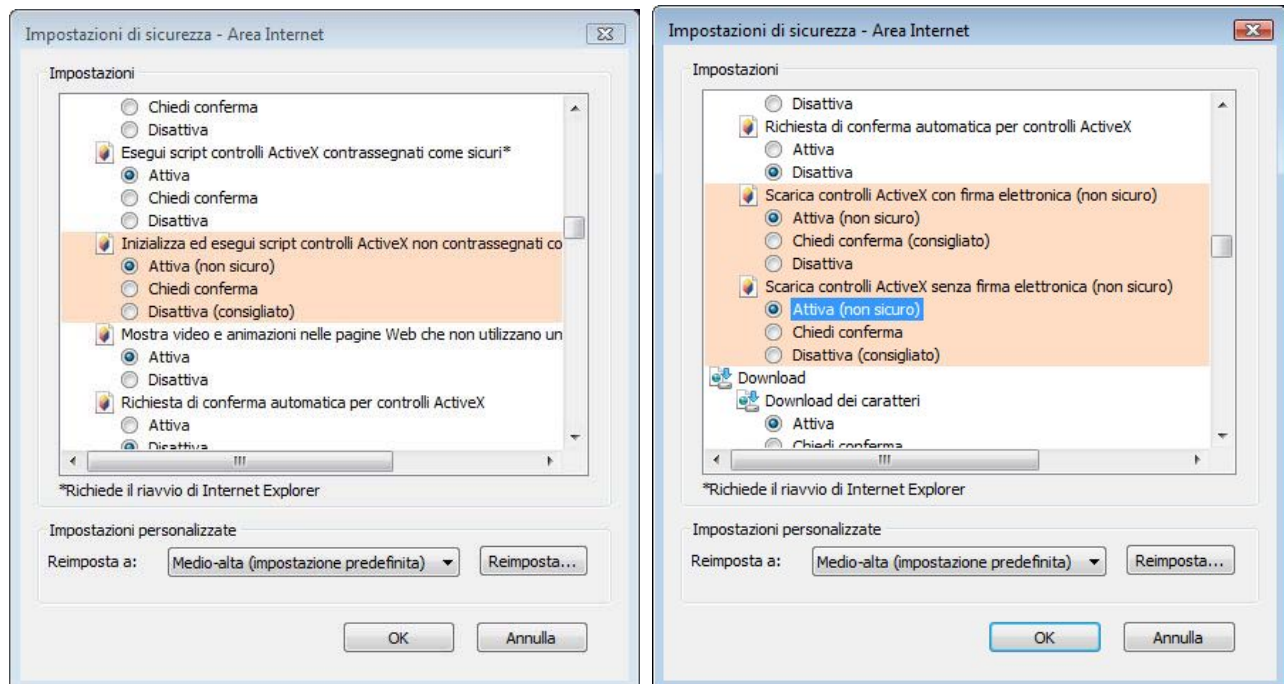 Impostazioni di sicurezza - Area Internet
Impostazioni
Chiedi conferma
Disattiva
Esegui script controlli ActiveX contrassegnati come sicuri*
Attiva
Chiedi conferma
Disattiva
Inizializza ed esegui script controlli ActiveX non contrassegnati co
Attiva (non sicuro)
Chiedi conferma
Disattiva (consigliato)
Mostra video e animazioni nelle pagine Web che non utilizzano un
Attiva
Disattiva
Richiesta di conferma automatica per controlli ActiveX
Attiva
Disattiva
*Richiede il riavvio di Internet Explorer
Impostazioni personalizzate
Reimposta a: Medio-alta (impostazione predefinita) Reimposta...
OK Annulla
Impostazioni di sicurezza - Area Internet
Impostazioni
Disattiva
Richiesta di conferma automatica per controlli ActiveX
Attiva
Disattiva
Scarica controlli ActiveX con firma elettronica (non sicuro)
Attiva (non sicuro)
Chiedi conferma (consigliato)
Disattiva
Scarica controlli ActiveX senza firma elettronica (non sicuro)
Attiva (non sicuro)
Chiedi conferma
Disattiva (consigliato)
Download
Download dei caratteri
Attiva
Chiedi conferma
*Richiede il riavvio di Internet Explorer
Impostazioni personalizzate
Reimposta a: Medio-alta (impostazione predefinita) Reimposta...
OK Annulla